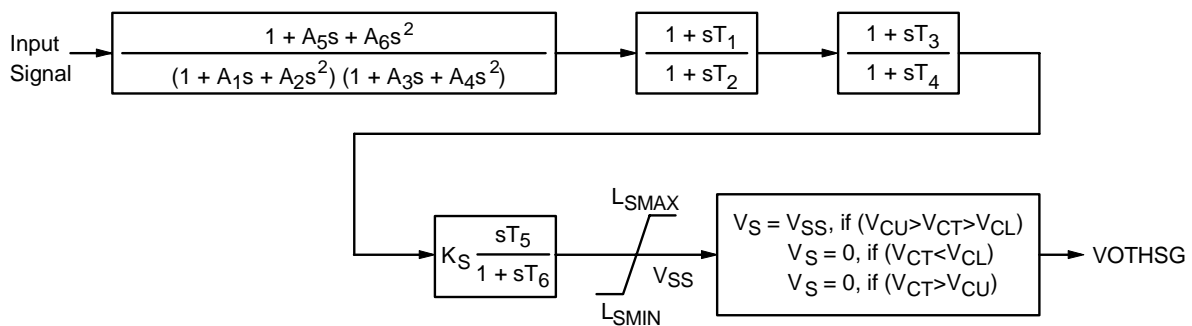 Input
Signal
1 + A5s + A6s²
(1 + A1s + A2s²) (1 + A3s + A4s²)
1 + sT1
1 + sT2
1 + sT3
1 + sT4
KS
sT5
1 + sT6
LSMAX
LSMIN
VSS
VS = VSS, if (VCU>VCT>VCL)
VS = 0, if (VCT<VCL)
VS = 0, if (VCT>VCU)
VOTHSG